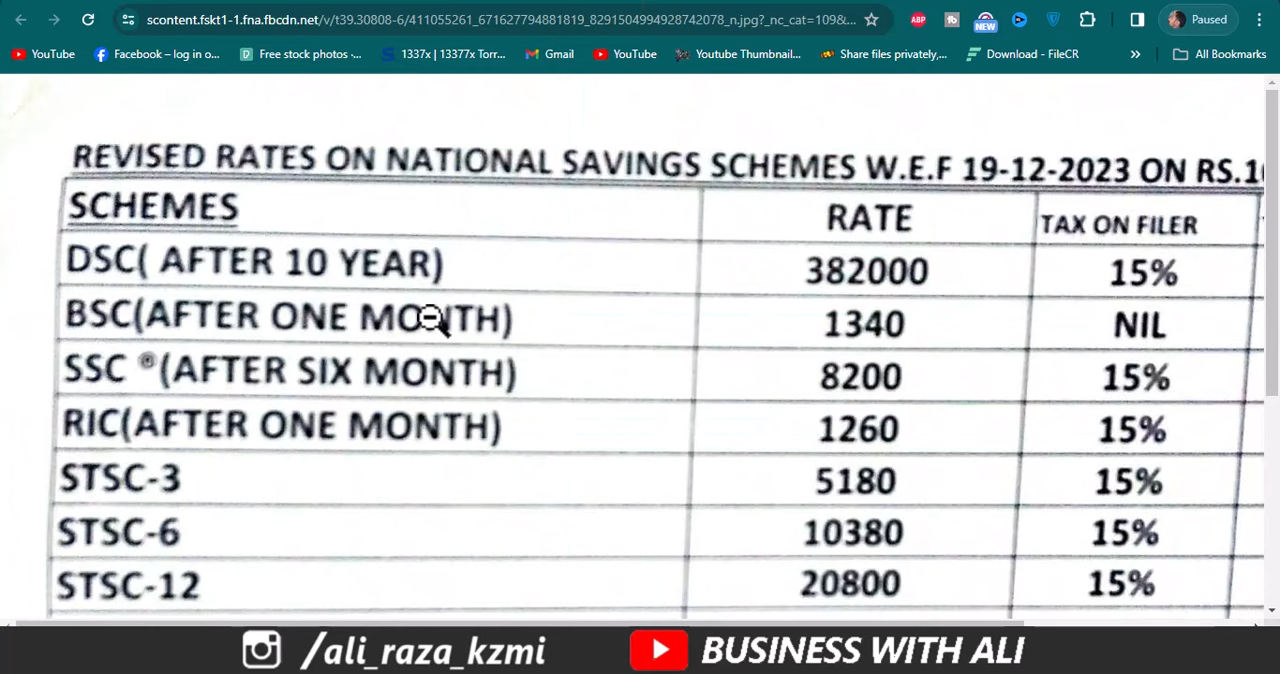 scontent.fskt1-1.fna.fbcdn.net/v/t39.30808-6/411055261_671627794881819_8291504994928742078_n.jpg?_nc_cat=109&...
ABP
tb
NEW
Paused
YouTube
Facebook – log in o...
Free stock photos -...
1337x | 13377x Torr...
Gmail
YouTube
Youtube Thumbnail...
Share files privately,...
Download - FileCR
»
All Bookmarks
REVISED RATES ON NATIONAL SAVINGS SCHEMES W.E.F 19-12-2023 ON RS.10
SCHEMES RATE TAX ON FILER
DSC( AFTER 10 YEAR) 382000 15%
BSC(AFTER ONE MONTH) 1340 NIL
SSC ®(AFTER SIX MONTH) 8200 15%
RIC(AFTER ONE MONTH) 1260 15%
STSC-3 5180 15%
STSC-6 10380 15%
STSC-12 20800 15%
/ali_raza_kzmi BUSINESS WITH ALI